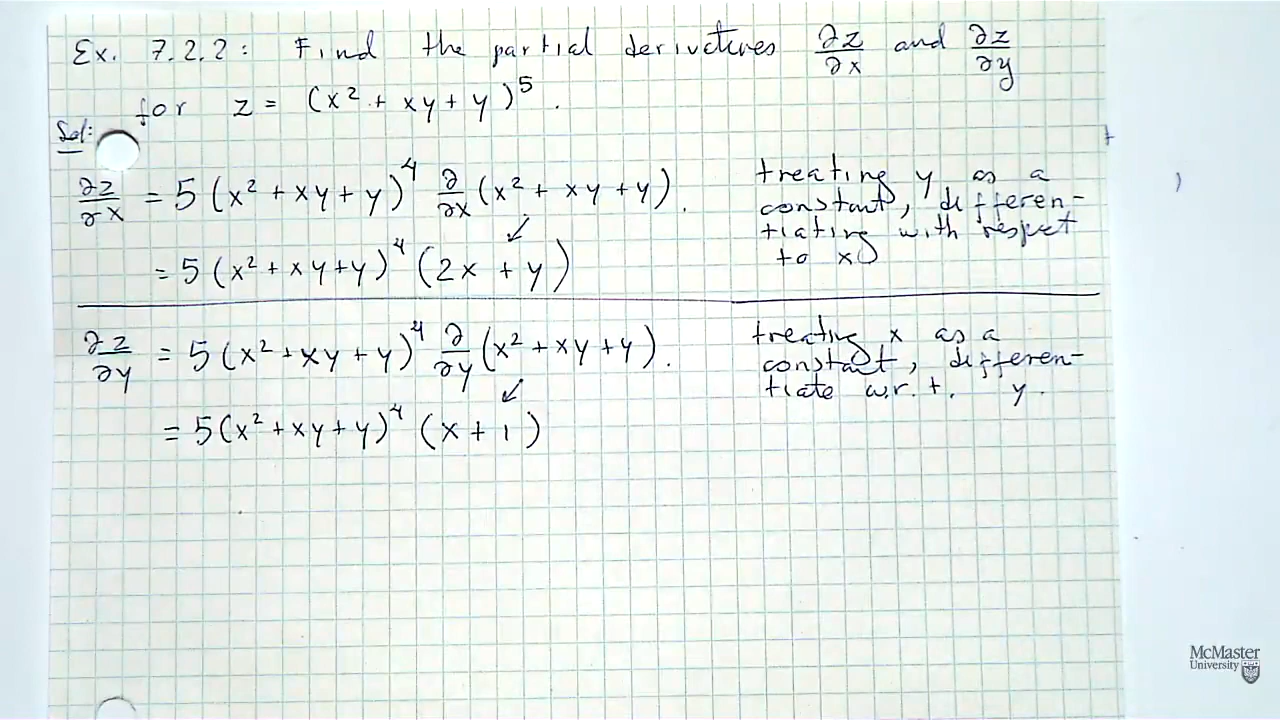 Ex. 7.2.2: Find the partial derivatives ∂z/∂x and ∂z/∂y
for z = (x² + xy + y)⁵.
Sol:
∂z/∂x = 5(x² + xy + y)⁴ ∂/∂x (x² + xy + y).
= 5(x² + xy + y)⁴ (2x + y)
treating y as a
constant, differen-
tiating with respect
to x
∂z/∂y = 5(x² + xy + y)⁴ ∂/∂y (x² + xy + y).
= 5(x² + xy + y)⁴ (x + 1)
treating x as a
constant, differen-
tiate w.r.t. y.
McMaster
University